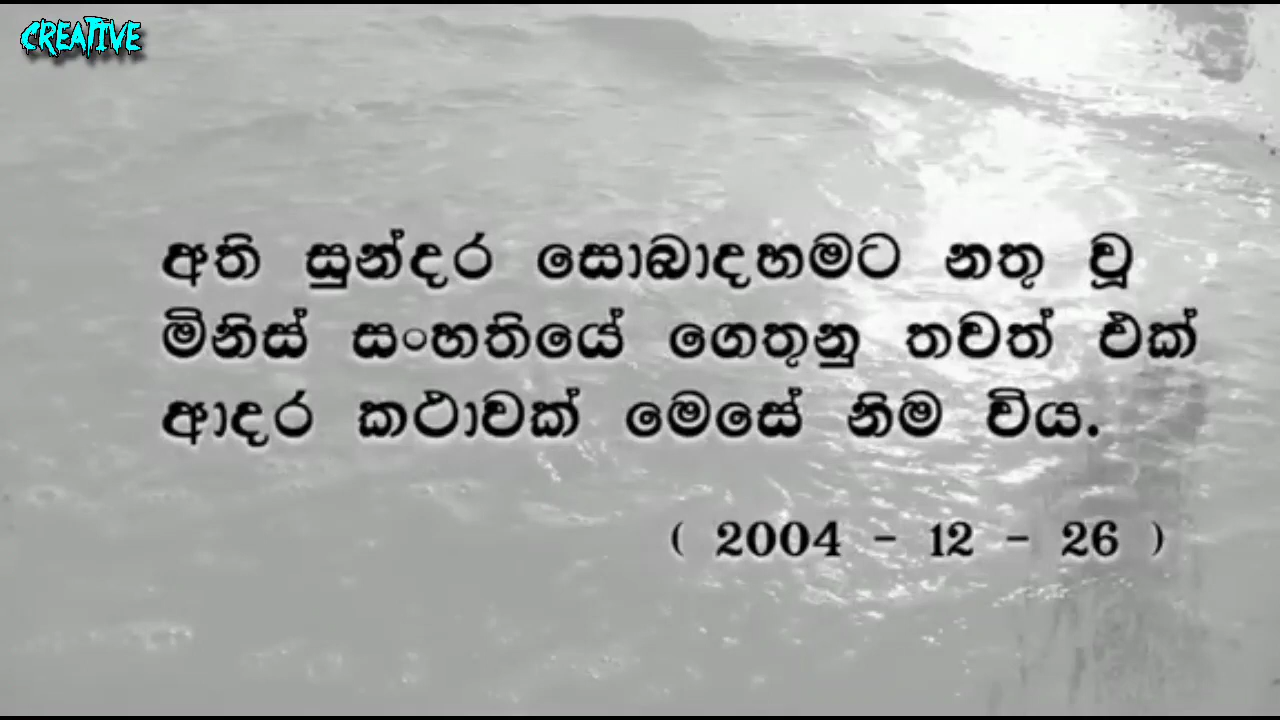 CREATIVE
අති සුන්දර සොබාදහමට නතු වූ
මිනිස් සංහතියේ ගෙතුනු තවත් එක්
ආදර කථාවක් මෙසේ නිම විය.
( 2004 - 12 - 26 )